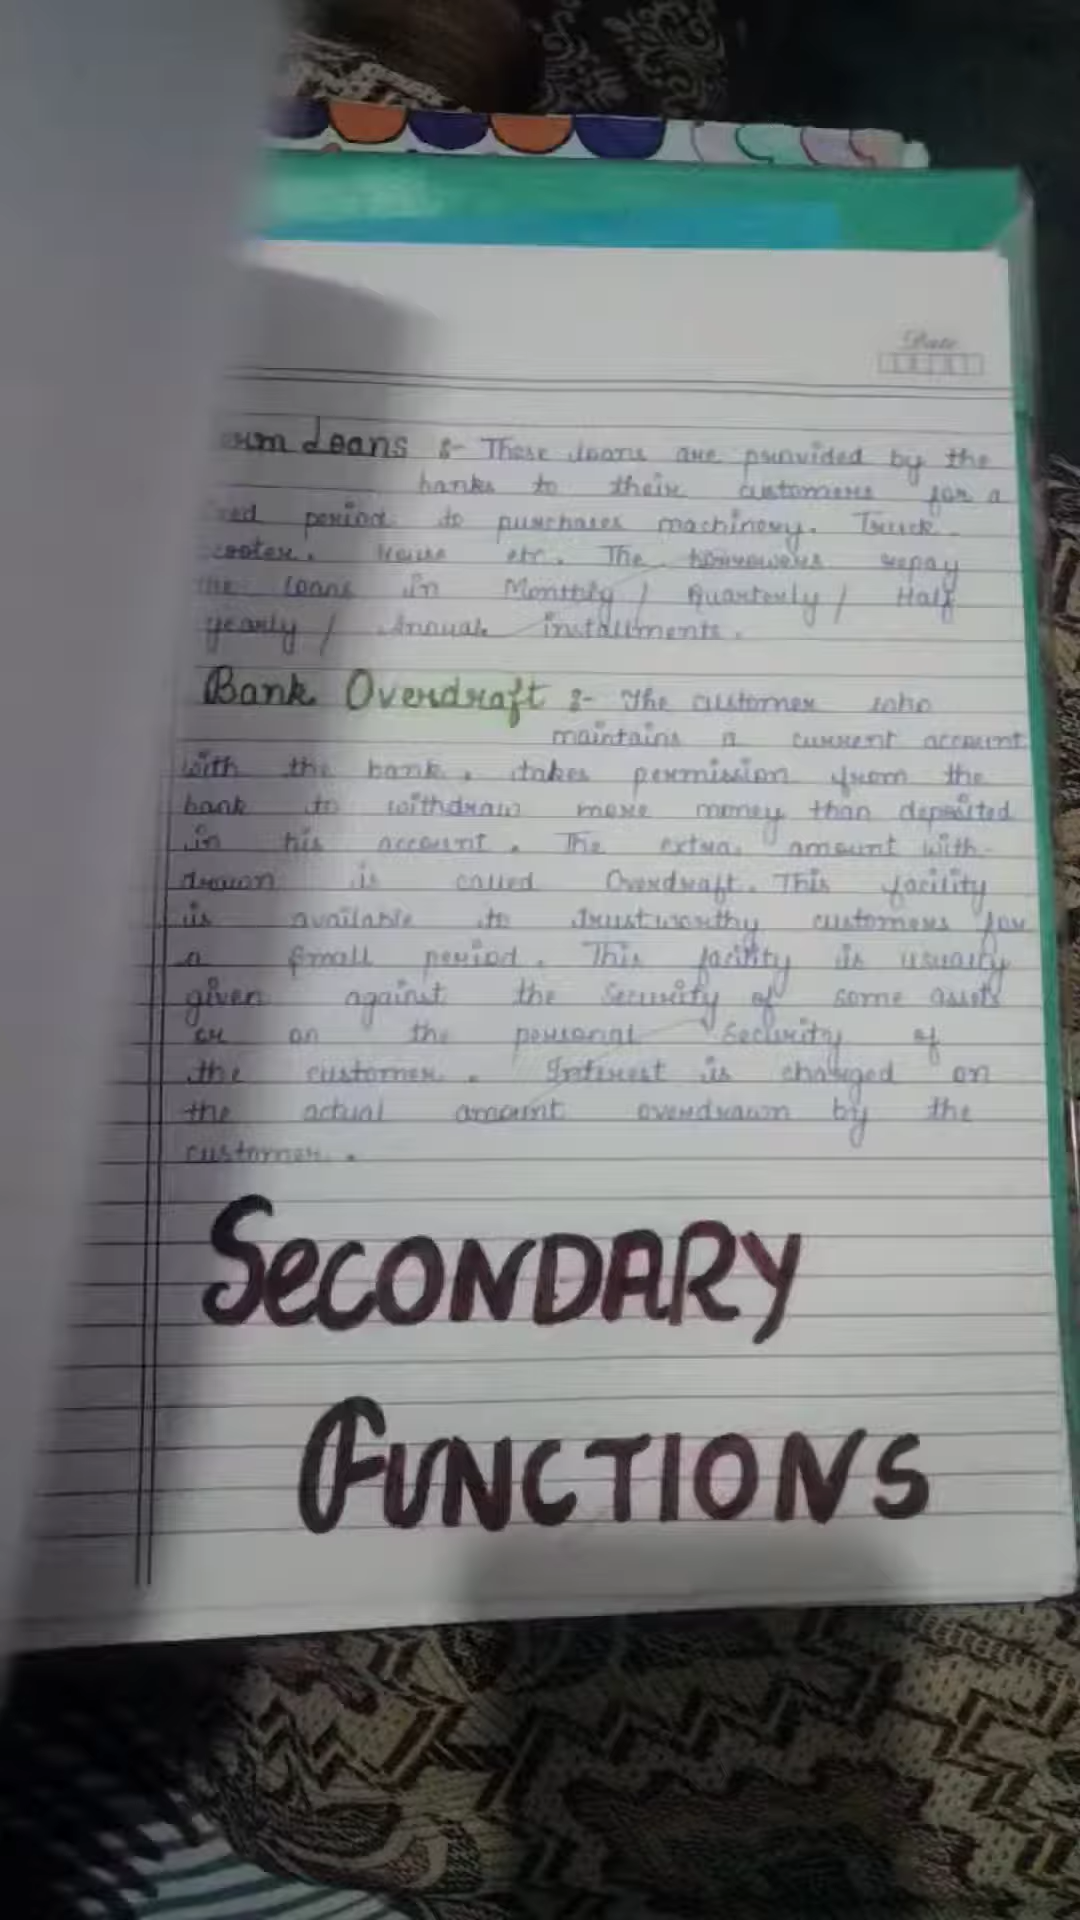 Date
erm Loans :- These loans are provided by the
banks to their customers for a
xed period to purchases machinery. Truck.
cooter. House etc. The borrowers repay
the loans in Monthly / Quarterly / Half
yearly / Annual installments.
Bank Overdraft :- The customer who
maintains a current account
with the bank, takes permission from the
bank to withdraw more money than deposited
in his account. The extra amount with-
drawn is called Overdraft. This facility
is available to trustworthy customers for
a small period. This facility is usually
given against the Security of some assets
or on the personal Security of
the customer. Interest is charged on
the actual amount overdrawn by the
customer.
SeCONDARY
FUNCTIONS